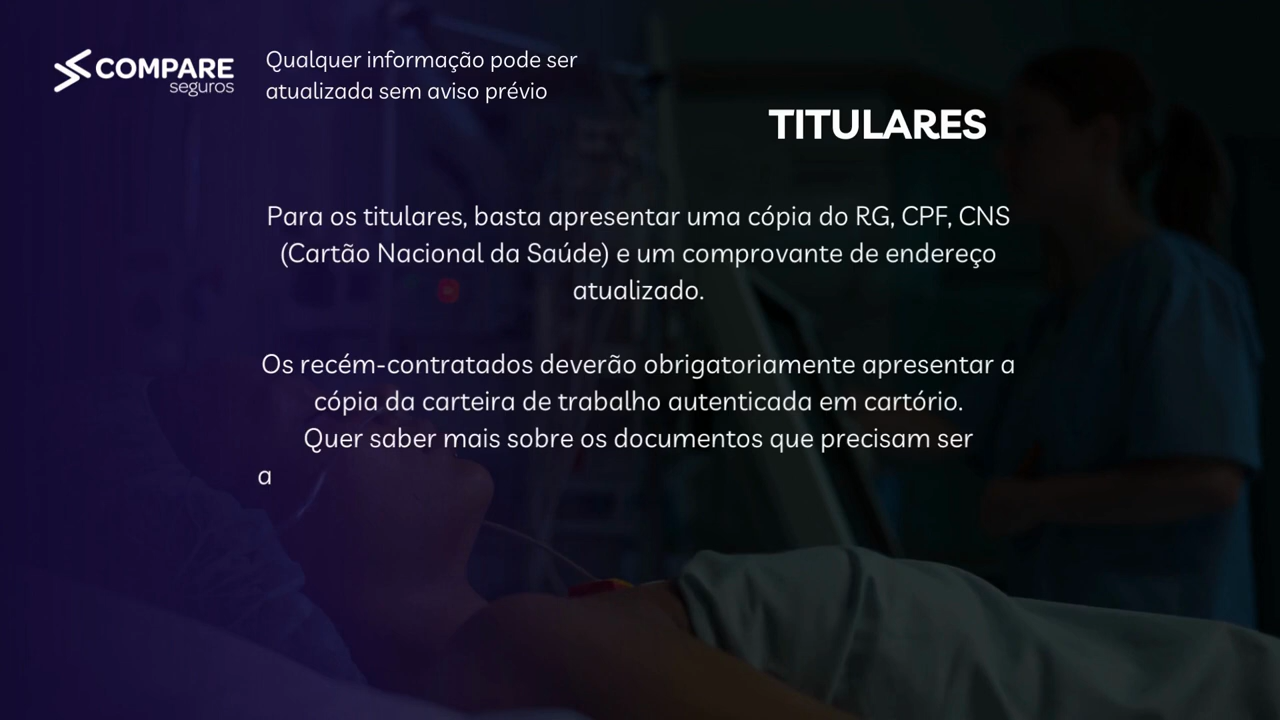 COMPARE
seguros
Qualquer informação pode ser
atualizada sem aviso prévio
TITULARES
Para os titulares, basta apresentar uma cópia do RG, CPF, CNS
(Cartão Nacional da Saúde) e um comprovante de endereço
atualizado.
Os recém-contratados deverão obrigatoriamente apresentar a
cópia da carteira de trabalho autenticada em cartório.
Quer saber mais sobre os documentos que precisam ser
a